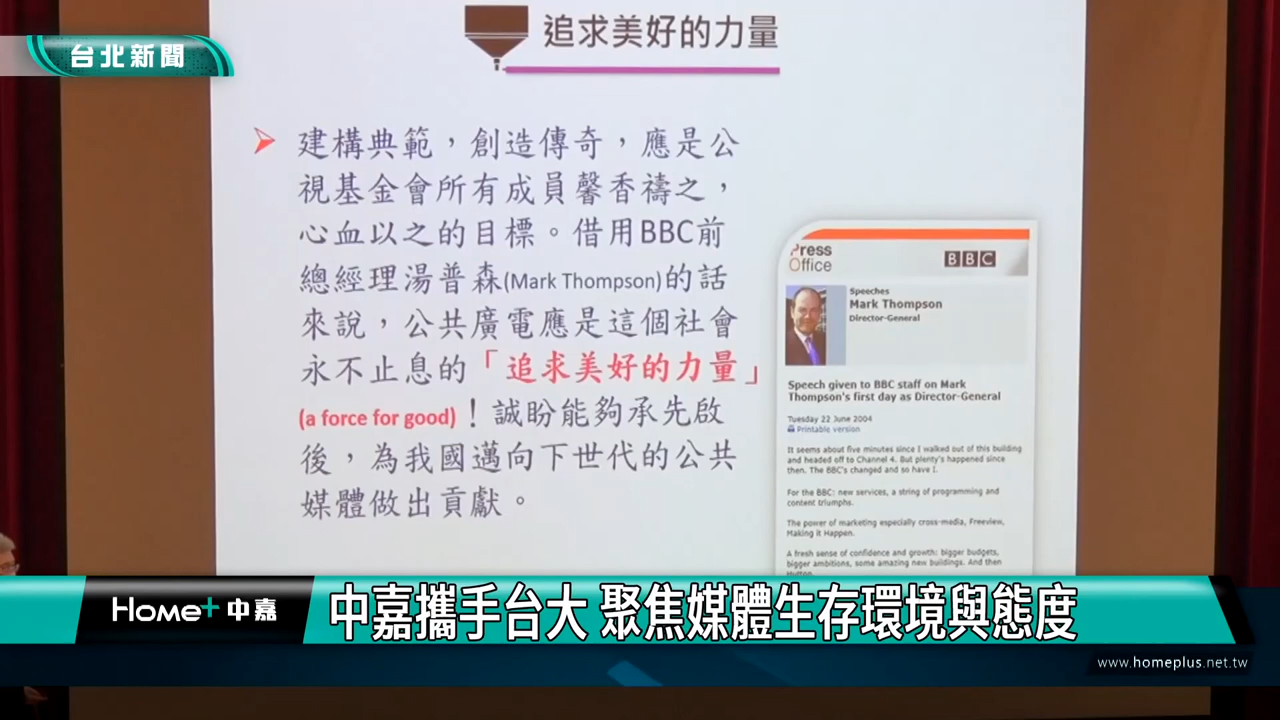 追求美好的力量
台北新聞
建構典範，創造傳奇，應是公
視基金會所有成員馨香禱之，
心血以之的目標。借用BBC前
總經理湯普森(Mark Thompson)的話
來說，公共廣電應是這個社會
永不止息的「追求美好的力量」
(a force for good)！誠盼能夠承先啟
後，為我國邁向下世代的公共
媒體做出貢獻。
Press
Office
BBC
Speeches
Mark Thompson
Director-General
Speech given to BBC staff on Mark
Thompson's first day as Director-General
Tuesday 22 June 2004
Printable version
It seems about five minutes since I walked out of this building
and headed off to Channel 4. But plenty's happened since
then. The BBC's changed and so have I.
For the BBC: new services, a string of programming and
content triumphs.
The power of marketing especially cross-media, Freeview,
Making it Happen.
A fresh sense of confidence and growth: bigger budgets,
bigger ambitions, some amazing new buildings. And then
Hutton.
Home+中嘉
中嘉攜手台大 聚焦媒體生存環境與態度
www.homeplus.net.tw